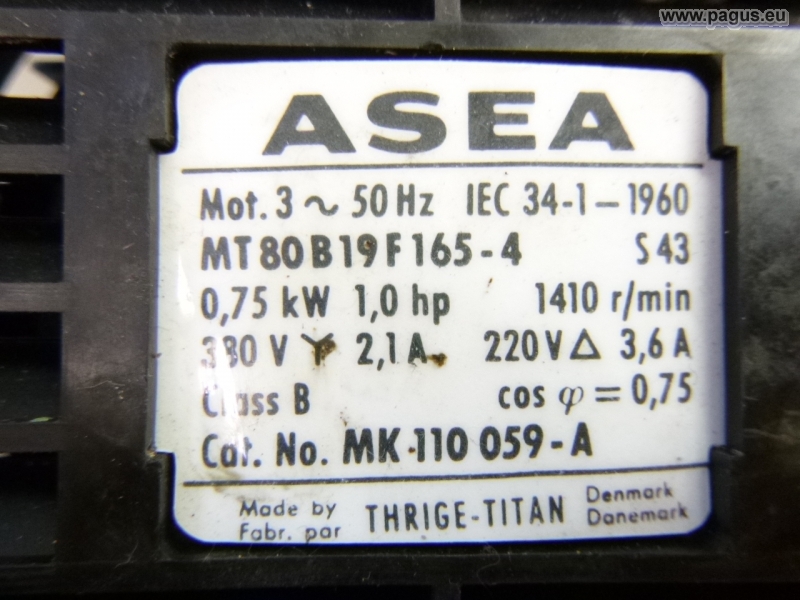 www.pagus.eu
ASEA
Mot. 3 ~ 50 Hz IEC 34-1-1960
MT 80 B 19 F 165-4 S 43
0,75 kW 1,0 hp 1410 r/min
380 V Y 2,1 A 220 V Δ 3,6 A
Class B cos φ = 0,75
Cat. No. MK 110 059-A
Made by THRIGE-TITAN Denmark
Fabr. par Danemark